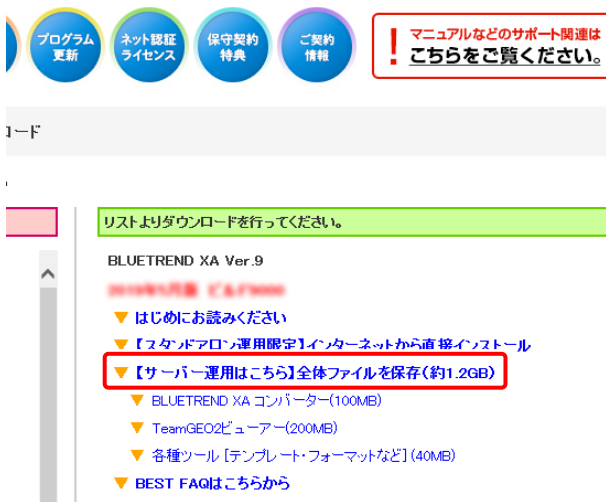 プログラム
更新
ネット認証
ライセンス
保守契約
特典
ご契約
情報
! マニュアルなどのサポート関連は
こちらをご覧ください。
ロード
リストよりダウンロードを行ってください。
BLUETREND XA Ver.9
▼ はじめにお読みください
▼ 【スタンドアロン運用限定】インターネットから直接インストール
▼ 【サーバー運用はこちら】全体ファイルを保存(約1.2GB)
▼ BLUETREND XA コンバーター(100MB)
▼ TeamGEO2ビューアー(200MB)
▼ 各種ツール [テンプレート・フォーマットなど] (40MB)
▼ BEST FAQはこちらから